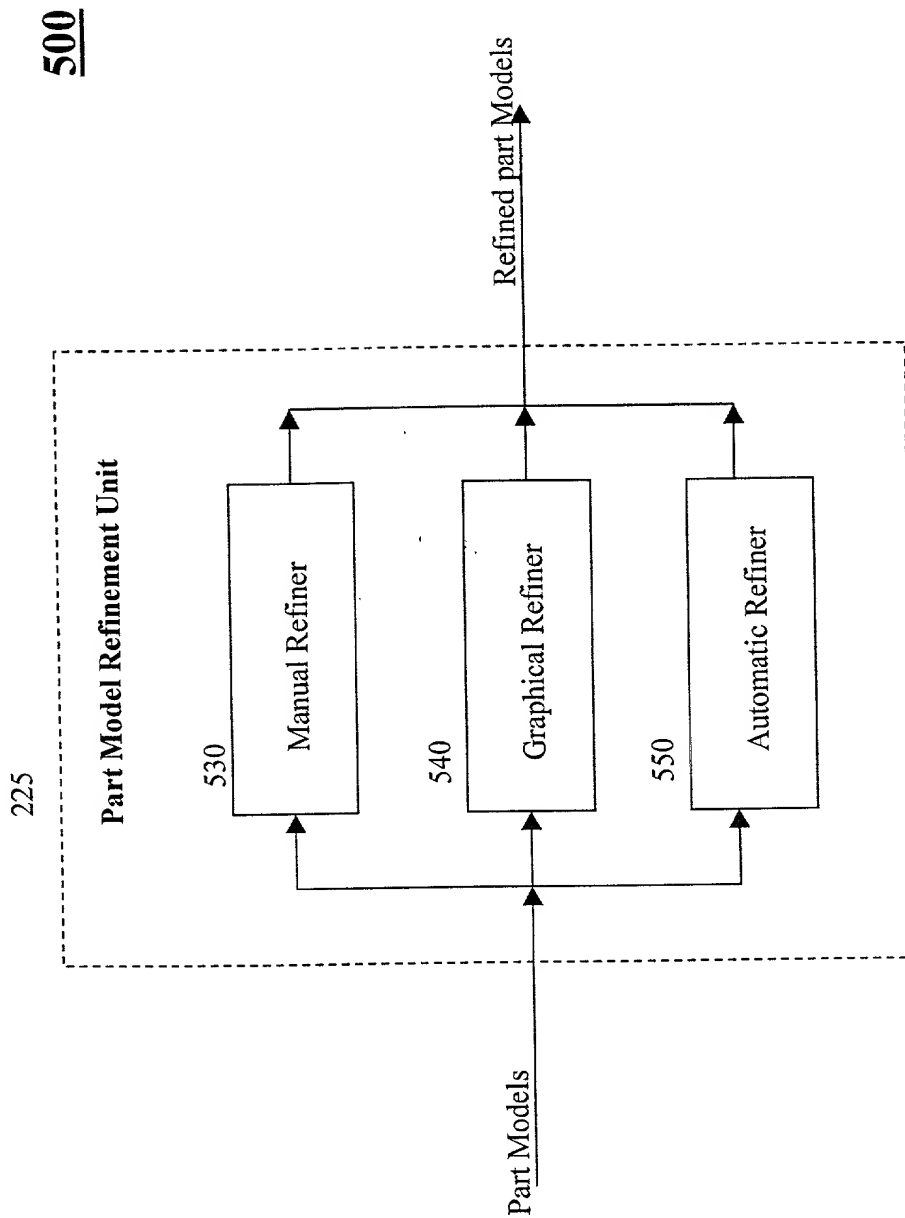 500
225
Part Model Refinement Unit
530
Manual Refiner
540
Graphical Refiner
550
Automatic Refiner
Part Models
Refined part Models